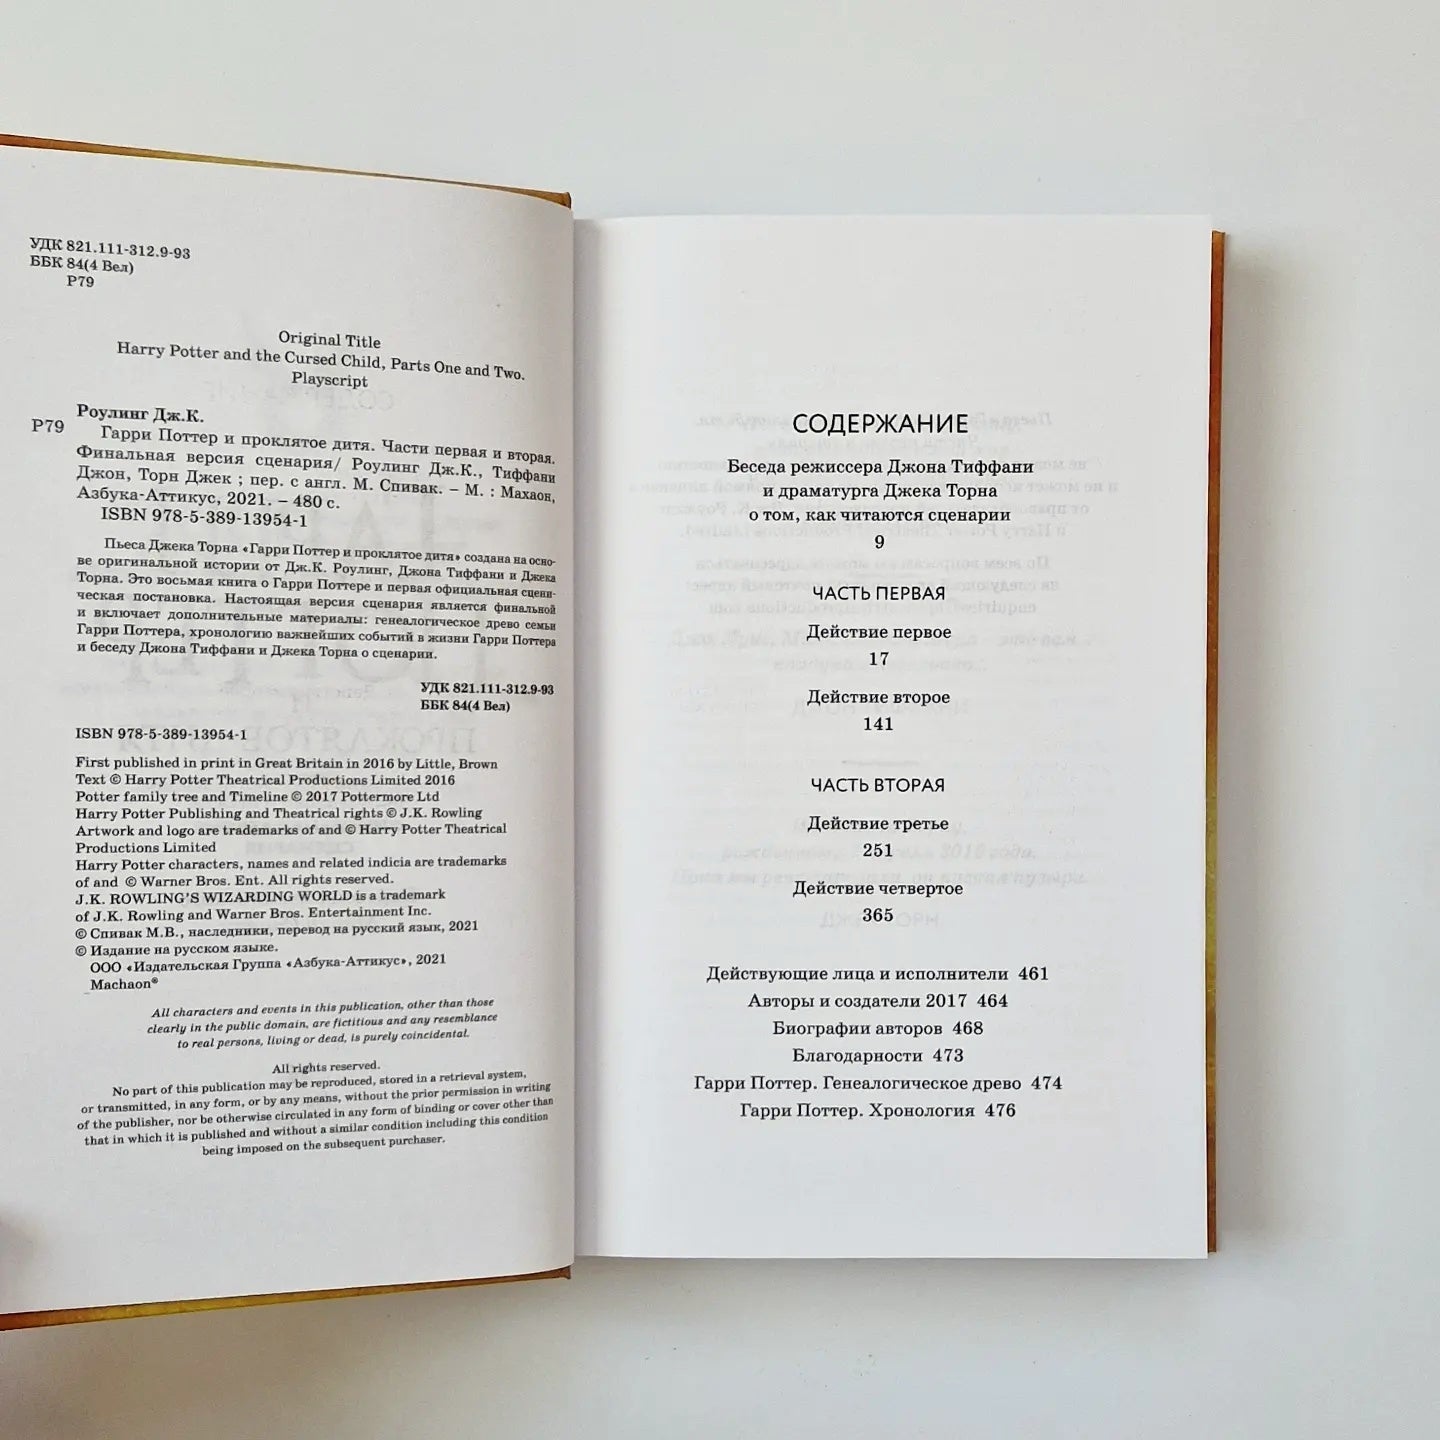 УДК 821.111-312.9-93
ББК 84(4 Вел)
Р79
Original Title
Harry Potter and the Cursed Child, Parts One and Two.
Playscript
Роулинг Дж.К.
Р79
Гарри Поттер и проклятое дитя. Части первая и вторая.
Финальная версия сценария/ Роулинг Дж.К., Тиффани
Джон, Торн Джек ; пер. с англ. М. Спивак. – М. : Махаон,
Азбука-Аттикус, 2021. – 480 с.
ISBN 978-5-389-13954-1
Пьеса Джека Торна «Гарри Поттер и проклятое дитя» создана на осно-
ве оригинальной истории от Дж.К. Роулинг, Джона Тиффани и Джека
Торна. Это восьмая книга о Гарри Поттере и первая официальная сцени-
ческая постановка. Настоящая версия сценария является финальной
и включает дополнительные материалы: генеалогическое древо семьи
Гарри Поттера, хронологию важнейших событий в жизни Гарри Поттера
и беседу Джона Тиффани и Джека Торна о сценарии.
УДК 821.111-312.9-93
ББК 84(4 Вел)
ISBN 978-5-389-13954-1
First published in print in Great Britain in 2016 by Little, Brown
Text © Harry Potter Theatrical Productions Limited 2016
Potter family tree and Timeline © 2017 Pottermore Ltd
Harry Potter Publishing and Theatrical rights © J.K. Rowling
Artwork and logo are trademarks of and © Harry Potter Theatrical
Productions Limited
Harry Potter characters, names and related indicia are trademarks
of and © Warner Bros. Ent. All rights reserved.
J.K. ROWLING'S WIZARDING WORLD is a trademark
of J.K. Rowling and Warner Bros. Entertainment Inc.
© Спивак М.В., наследники, перевод на русский язык, 2021
© Издание на русском языке.
ООО «Издательская Группа «Азбука-Аттикус», 2021
Machaon®
All characters and events in this publication, other than those
clearly in the public domain, are fictitious and any resemblance
to real persons, living or dead, is purely coincidental.
All rights reserved.
No part of this publication may be reproduced, stored in a retrieval system,
or transmitted, in any form, or by any means, without the prior permission in writing
of the publisher, nor be otherwise circulated in any form of binding or cover other than
that in which it is published and without a similar condition including this condition
being imposed on the subsequent purchaser.
СОДЕРЖАНИЕ
Беседа режиссера Джона Тиффани
и драматурга Джека Торна
о том, как читаются сценарии
9
ЧАСТЬ ПЕРВАЯ
Действие первое
17
Действие второе
141
ЧАСТЬ ВТОРАЯ
Действие третье
251
Действие четвертое
365
Действующие лица и исполнители 461
Авторы и создатели 2017 464
Биографии авторов 468
Благодарности 473
Гарри Поттер. Генеалогическое древо 474
Гарри Поттер. Хронология 476